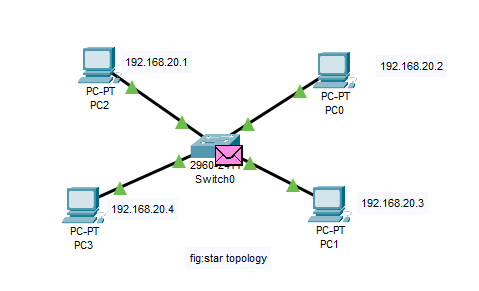 192.168.20.1
192.168.20.2
PC-PT
PC2
PC-PT
PC0
Switch0
192.168.20.4
192.168.20.3
PC-PT
PC3
PC-PT
PC1
fig:star topology